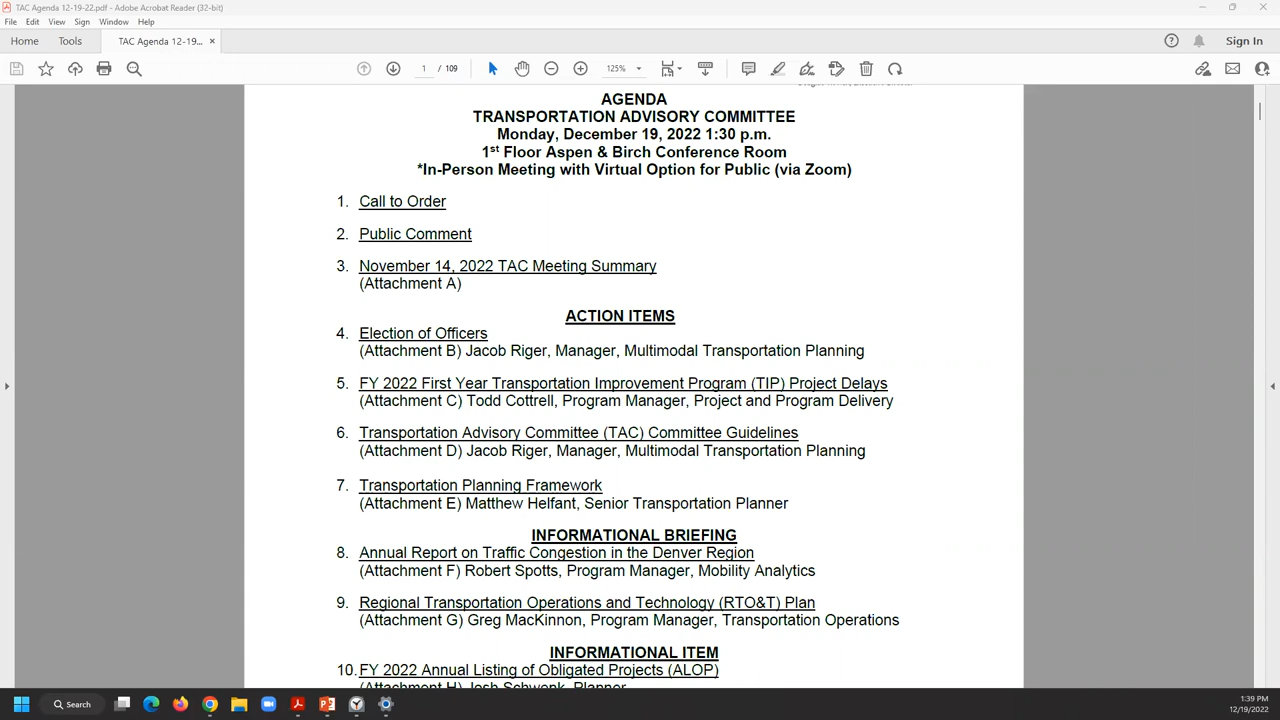 TAC Agenda 12-19-22.pdf - Adobe Acrobat Reader (32-bit)
File Edit View Sign Window Help
Home Tools TAC Agenda 12-19... × Sign In
1 / 109 125%
AGENDA
TRANSPORTATION ADVISORY COMMITTEE
Monday, December 19, 2022 1:30 p.m.
1st Floor Aspen & Birch Conference Room
*In-Person Meeting with Virtual Option for Public (via Zoom)
1. Call to Order
2. Public Comment
3. November 14, 2022 TAC Meeting Summary
(Attachment A)
ACTION ITEMS
4. Election of Officers
(Attachment B) Jacob Riger, Manager, Multimodal Transportation Planning
5. FY 2022 First Year Transportation Improvement Program (TIP) Project Delays
(Attachment C) Todd Cottrell, Program Manager, Project and Program Delivery
6. Transportation Advisory Committee (TAC) Committee Guidelines
(Attachment D) Jacob Riger, Manager, Multimodal Transportation Planning
7. Transportation Planning Framework
(Attachment E) Matthew Helfant, Senior Transportation Planner
INFORMATIONAL BRIEFING
8. Annual Report on Traffic Congestion in the Denver Region
(Attachment F) Robert Spotts, Program Manager, Mobility Analytics
9. Regional Transportation Operations and Technology (RTO&T) Plan
(Attachment G) Greg MacKinnon, Program Manager, Transportation Operations
INFORMATIONAL ITEM
10. FY 2022 Annual Listing of Obligated Projects (ALOP)
(Attachment H) Josh Schwenk, Planner
Search
1:39 PM
12/19/2022